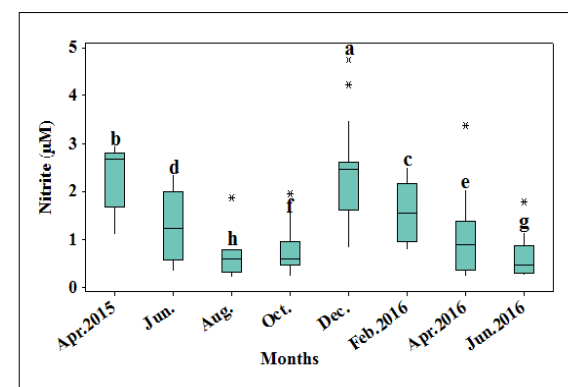 5
4
3
2
1
0
Nitrite (µM)
b
d
h
f
a
c
e
g
Apr.2015
Jun.
Aug.
Oct.
Dec.
Feb.2016
Apr.2016
Jun.2016
Months